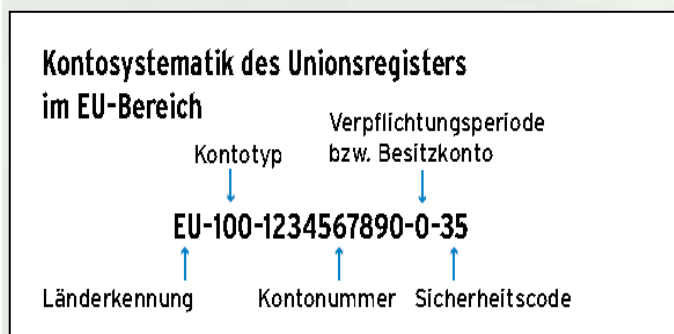 Kontosystematik des Unionsregisters
im EU-Bereich
Verpflichtungsperiode
Kontotyp bzw. Besitzkonto
EU-100-1234567890-0-35
Länderkennung Kontonummer Sicherheitscode